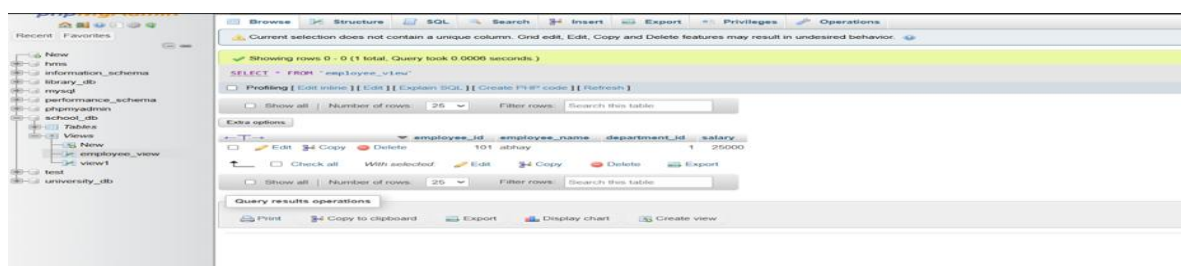 phpMyAdmin
Recent Favorites
New
hms
information_schema
library_db
mysql
performance_schema
phpmyadmin
school_db
Tables
Views
New
employee_view
view1
test
university_db
Browse Structure SQL Search Insert Export Privileges Operations
Current selection does not contain a unique column. Grid edit, Edit, Copy and Delete features may result in undesired behavior.
Showing rows 0 - 0 (1 total, Query took 0.0006 seconds.)
SELECT * FROM `employee_view`
Profiling [ Edit inline ] [ Edit ] [ Explain SQL ] [ Create PHP code ] [ Refresh ]
Show all | Number of rows: 25 Filter rows: Search this table
Extra options
←T→ employee_id employee_name department_id salary
Edit Copy Delete 101 abhay 1 25000
Check all With selected: Edit Copy Delete Export
Show all | Number of rows: 25 Filter rows: Search this table
Query results operations
Print Copy to clipboard Export Display chart Create view